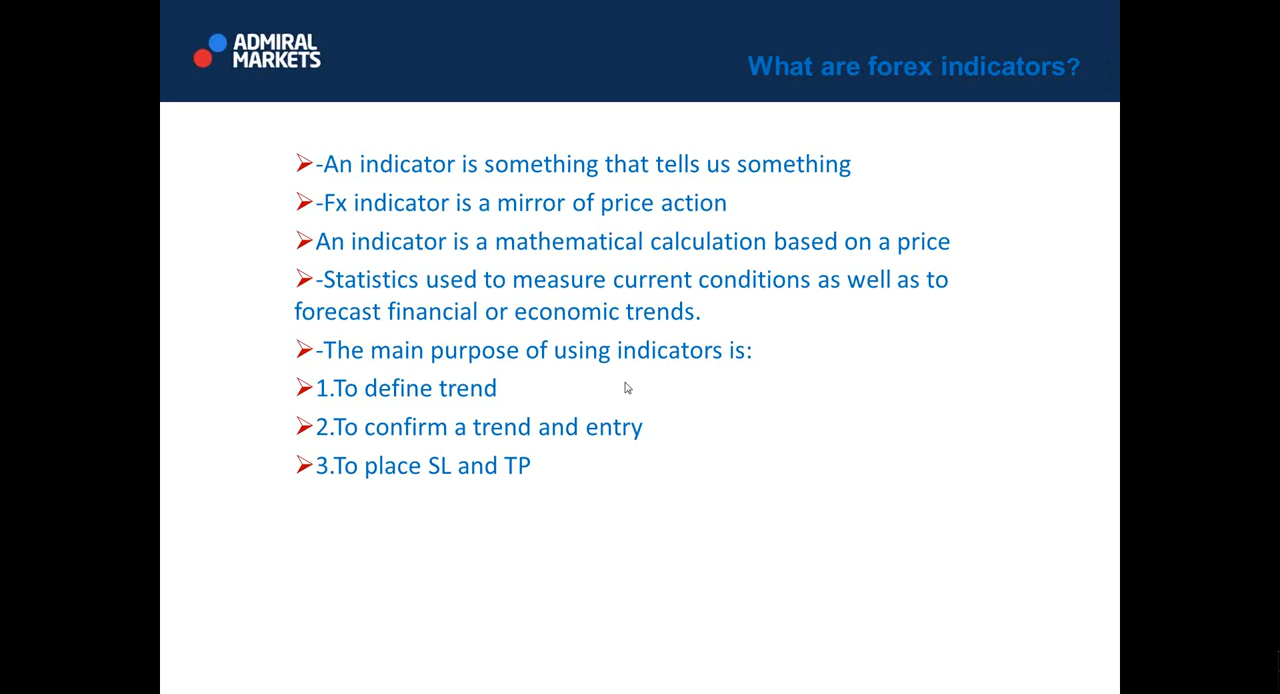 ADMIRAL
MARKETS
What are forex indicators?
-An indicator is something that tells us something
-Fx indicator is a mirror of price action
An indicator is a mathematical calculation based on a price
-Statistics used to measure current conditions as well as to
forecast financial or economic trends.
-The main purpose of using indicators is:
1.To define trend
2.To confirm a trend and entry
3.To place SL and TP